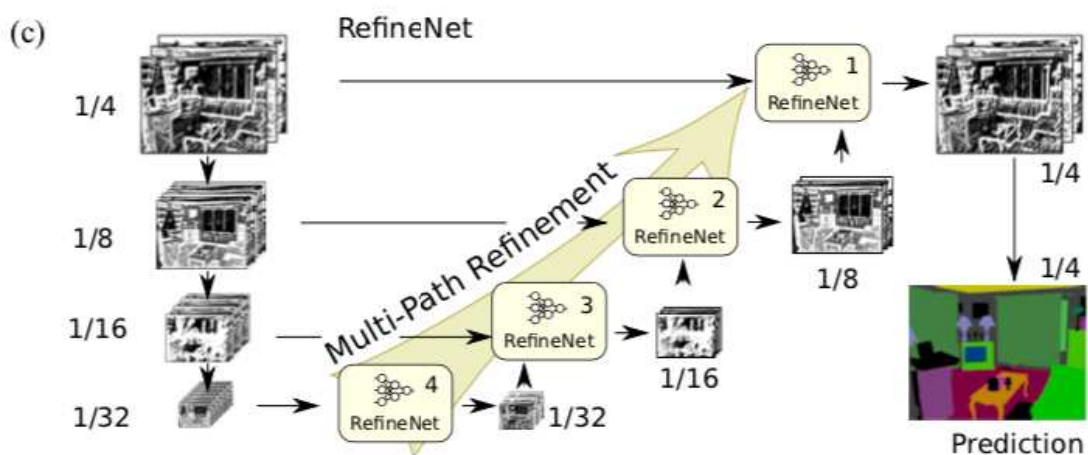 (c)
RefineNet
1/4
1
RefineNet
1/4
1/8
2
RefineNet
1/8
1/4
Multi-Path Refinement
1/16
3
RefineNet
1/16
1/32
4
RefineNet
1/32
Prediction